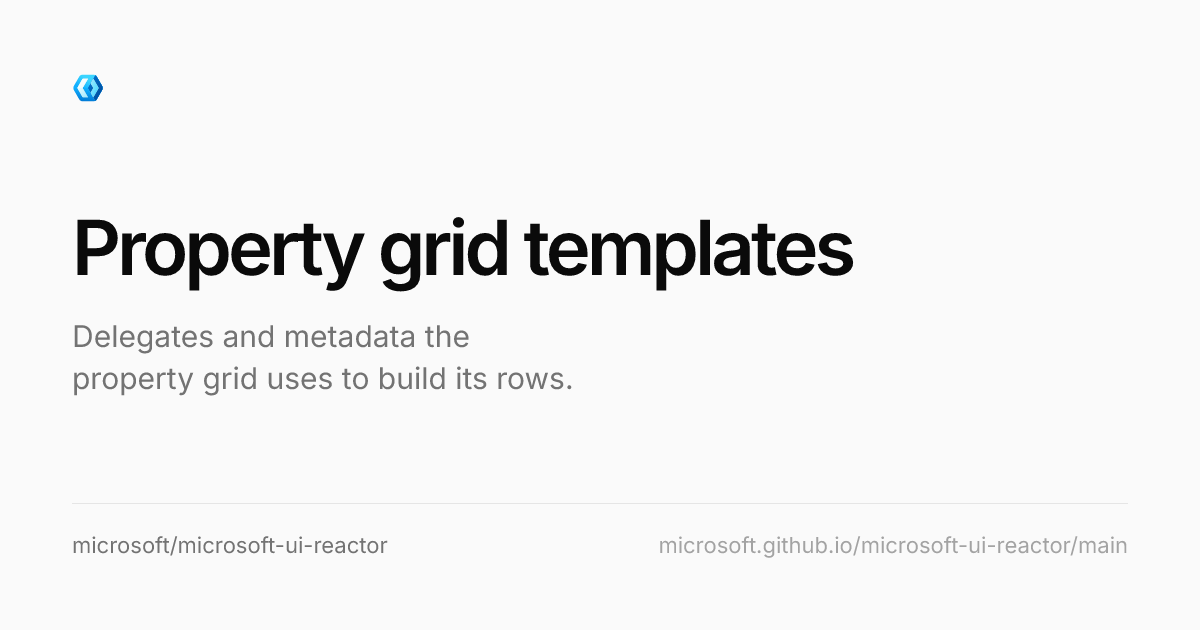 Property grid templates
Delegates and metadata the
property grid uses to build its rows.
microsoft/microsoft-ui-reactor
microsoft.github.io/microsoft-ui-reactor/main